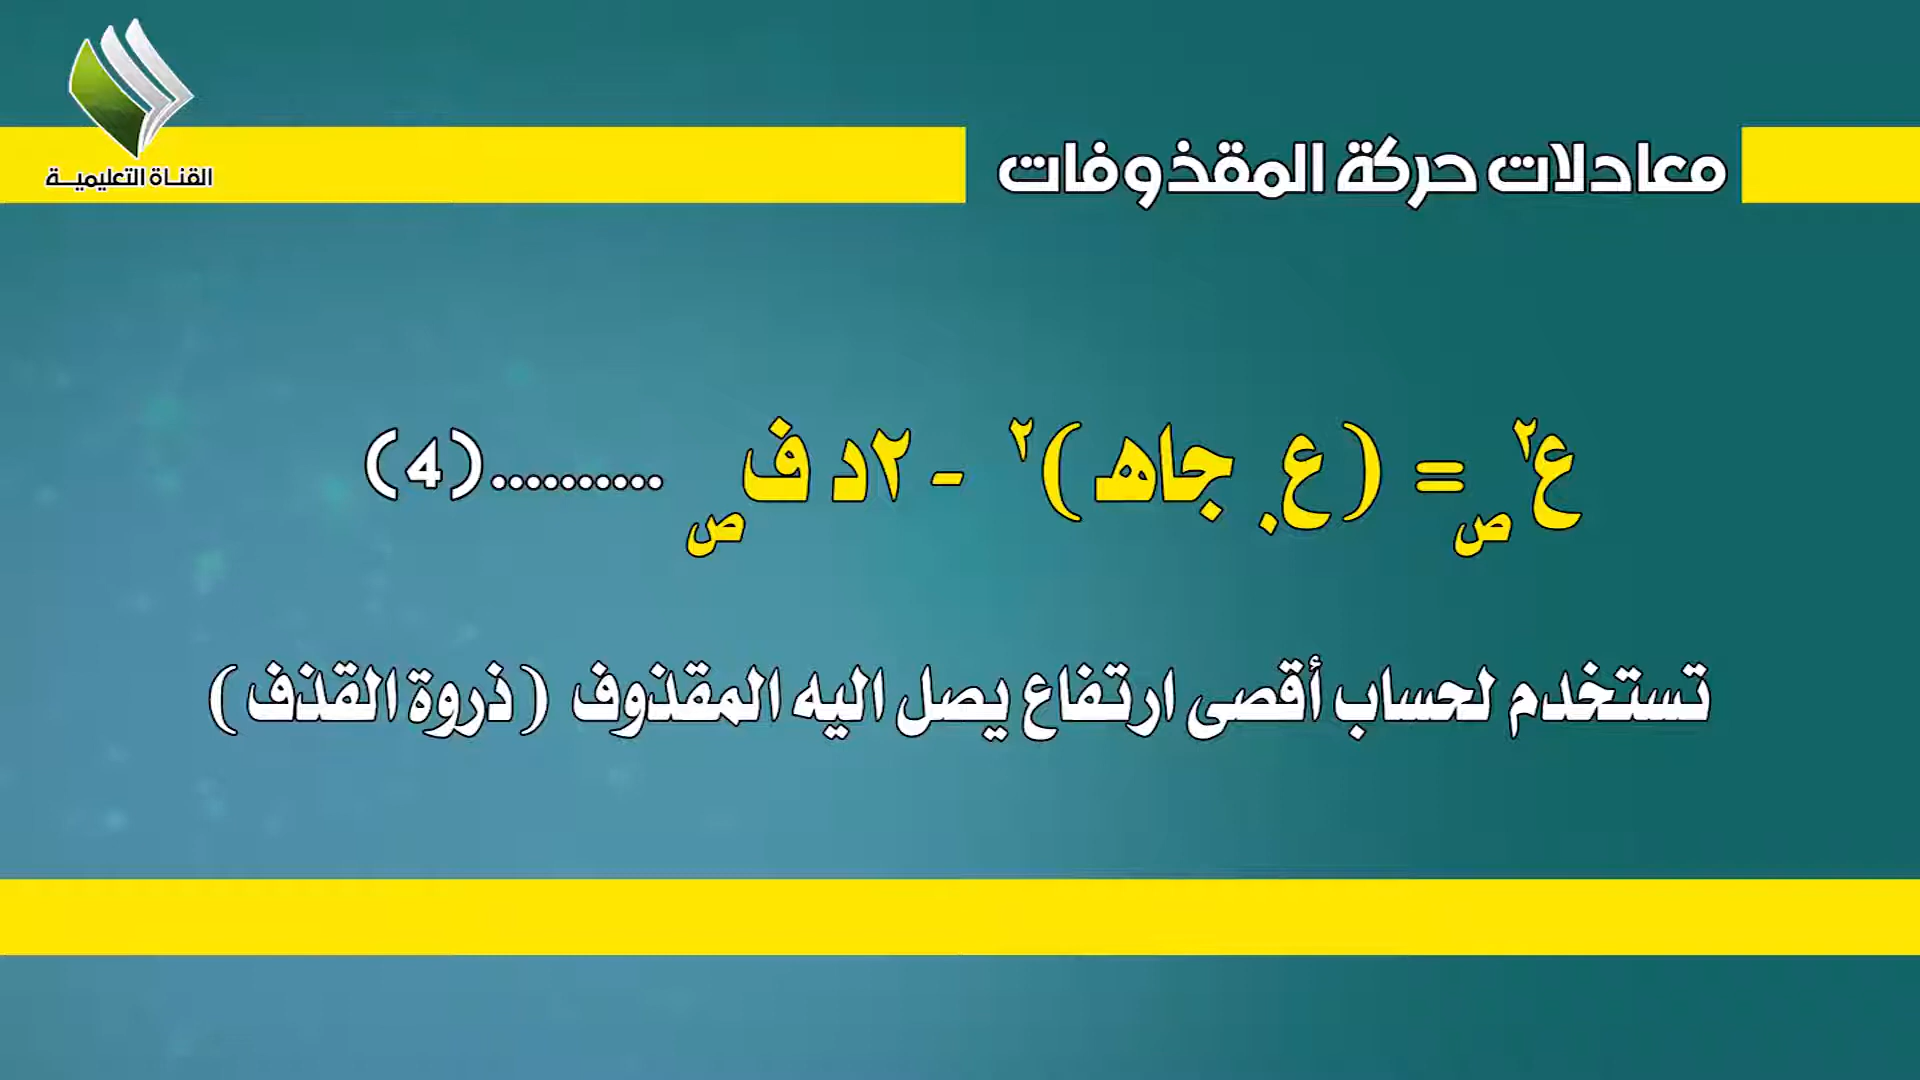 القناة التعليمية
معادلات حركة المقذوفات
ع٢ص = (ع. جاهـ)٢ - ٢د فص ..........(4)
تستخدم لحساب أقصى ارتفاع يصل اليه المقذوف (ذروة القذف)